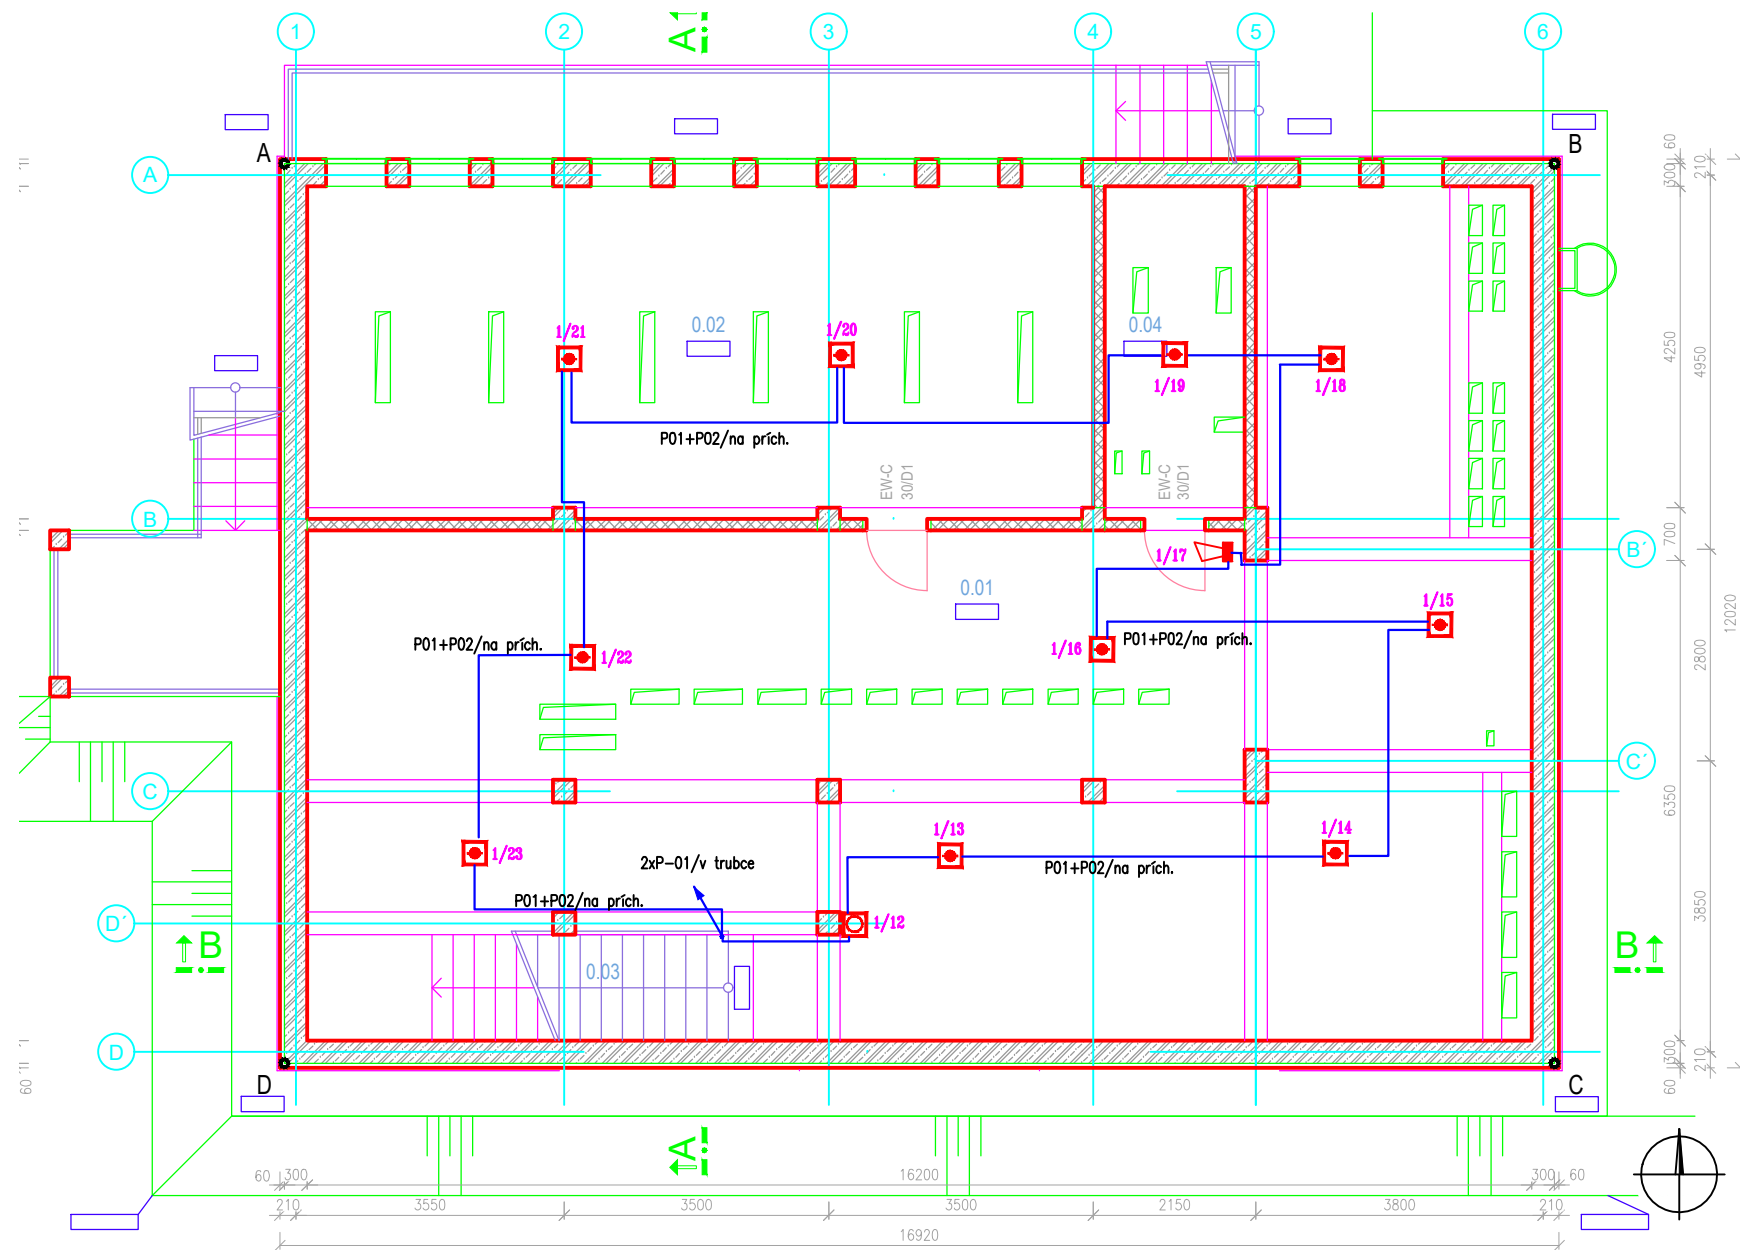 1
2
3
4
5
6
A
A
B
60
300
210
A
1/21
0.02
1/20
0.04
1/19
1/18
4250
4950
P01+P02/na prích.
EW-C
30/D1
EW-C
30/D1
B
700
1/17
B´
0.01
1/15
12020
P01+P02/na prích.
1/22
1/16
P01+P02/na prích.
2800
C´
C
6350
1/13
1/14
1/23
2xP-01/v trubce
P01+P02/na prích.
P01+P02/na prích.
3850
D´
1/12
B
B
0.03
D
300
210
60
60
D
C
A
60
300
16200
300
60
210
3550
3500
3500
2150
3800
210
16920